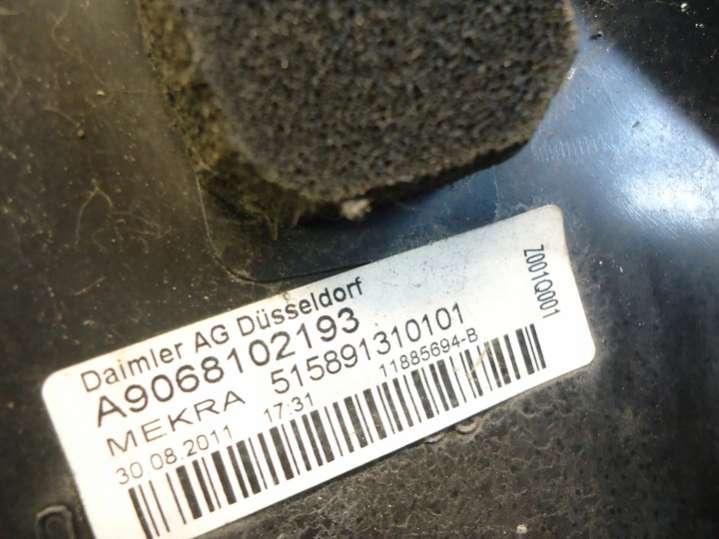 Daimler AG Düsseldorf
A9068102193
MEKRA 515891310101
30.08.2011 17:31 11885694-B
Z001Q001